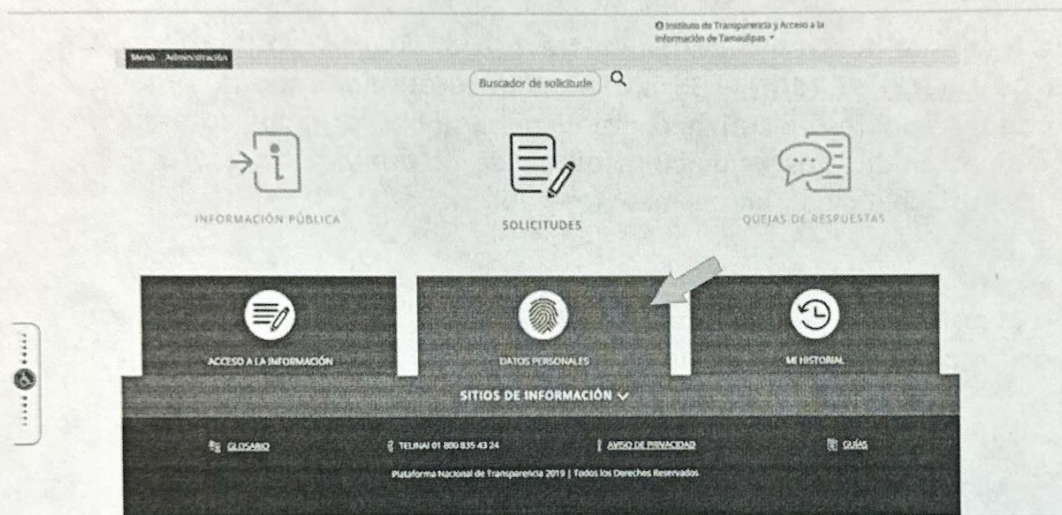 Instituto de Transparencia y Acceso a la
Información de Tamaulipas
Menú Administración
Buscador de solicitude
INFORMACIÓN PÚBLICA
SOLICITUDES
QUEJAS DE RESPUESTAS
ACCESO A LA INFORMACIÓN
DATOS PERSONALES
MI HISTORIAL
SITIOS DE INFORMACIÓN
GLOSARIO
TELINAI 01 800 835 43 24
AVISO DE PRIVACIDAD
GUÍAS
Plataforma Nacional de Transparencia 2019 | Todos los Derechos Reservados